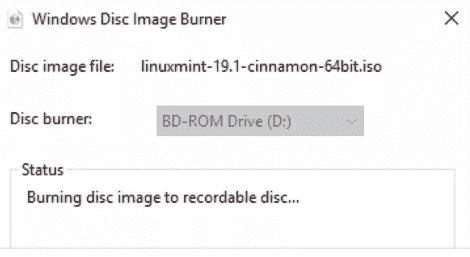 Windows Disc Image Burner
Disc image file: linuxmint-19.1-cinnamon-64bit.iso
Disc burner: BD-ROM Drive (D:)
Status
Burning disc image to recordable disc...